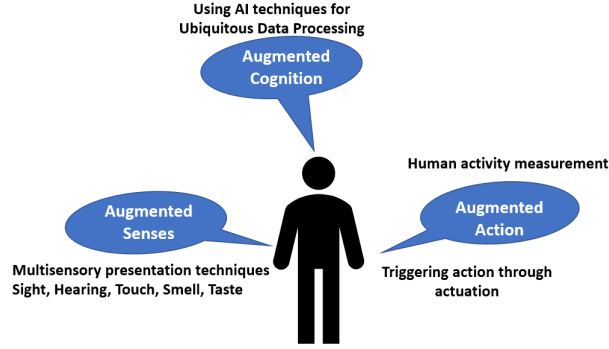 Using AI techniques for
Ubiquitous Data Processing
Augmented
Cognition
Human activity measurement
Augmented
Action
Triggering action through
actuation
Augmented
Senses
Multisensory presentation techniques
Sight, Hearing, Touch, Smell, Taste